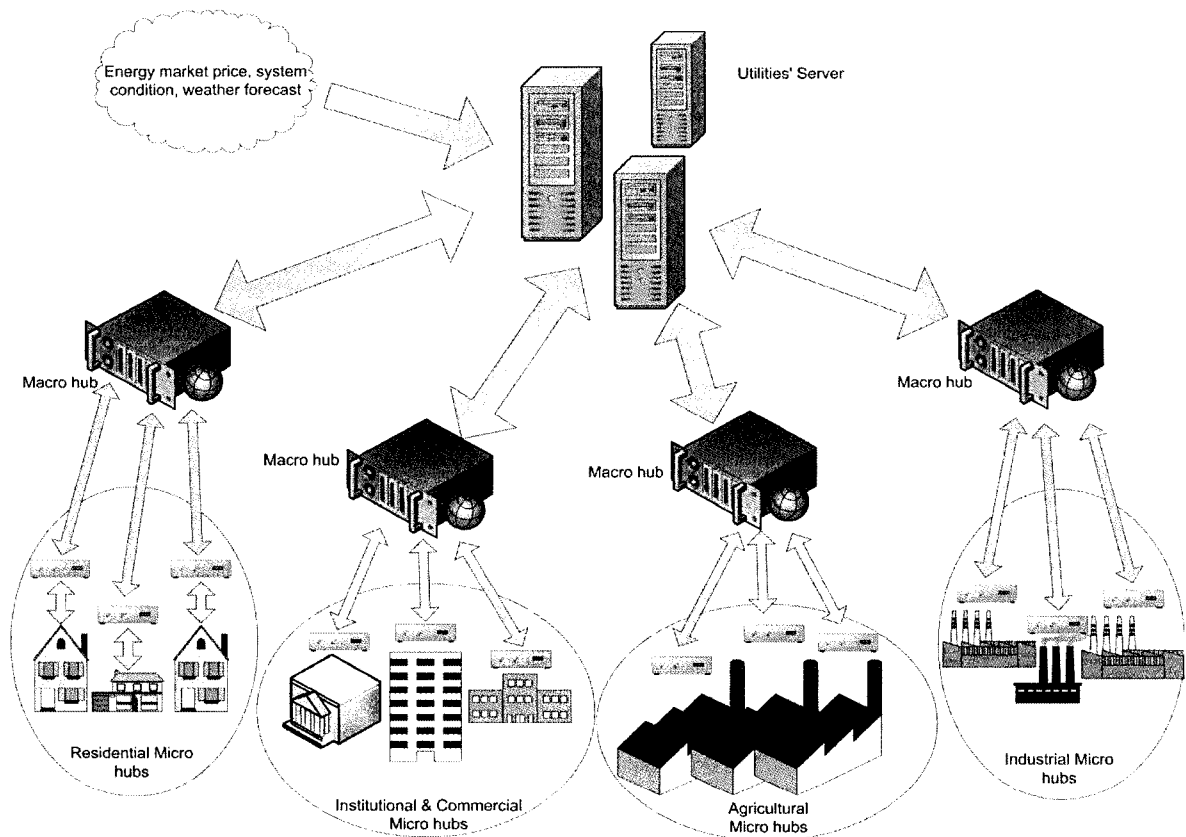 Energy market price, system
condition, weather forecast
Utilities' Server
Macro hub
Macro hub
Macro hub
Macro hub
Residential Micro
hubs
Institutional & Commercial
Micro hubs
Agricultural
Micro hubs
Industrial Micro
hubs